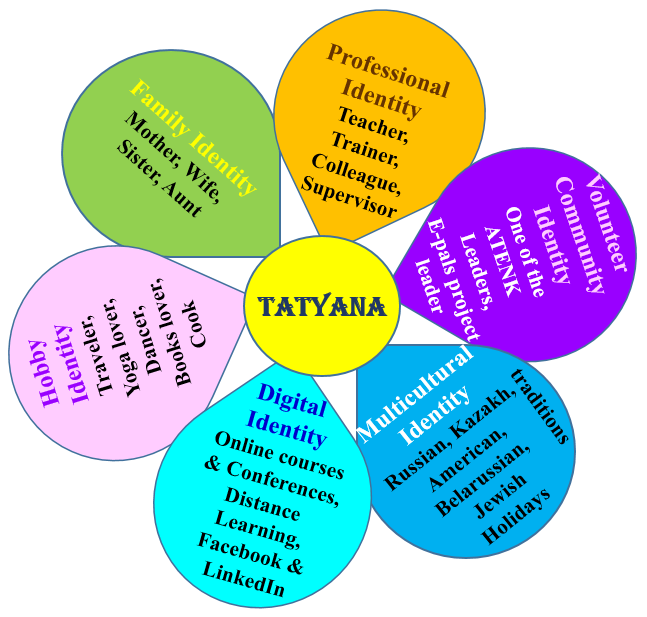 Professional
Identity
Teacher,
Trainer,
Colleague,
Supervisor
Volunteer
Community
Identity
One of the
ATENK
Leaders,
E-pals project
leader
Multicultural
Identity
Russian, Kazakh,
traditions
American,
Belarussian,
Jewish
Holidays
Digital
Identity
Online courses
& Conferences,
Distance
Learning,
Facebook &
LinkedIn
Hobby
Identity
Traveler,
Yoga lover,
Dancer,
Books lover,
Cook
Family Identity
Mother, Wife,
Sister, Aunt
TATYANA